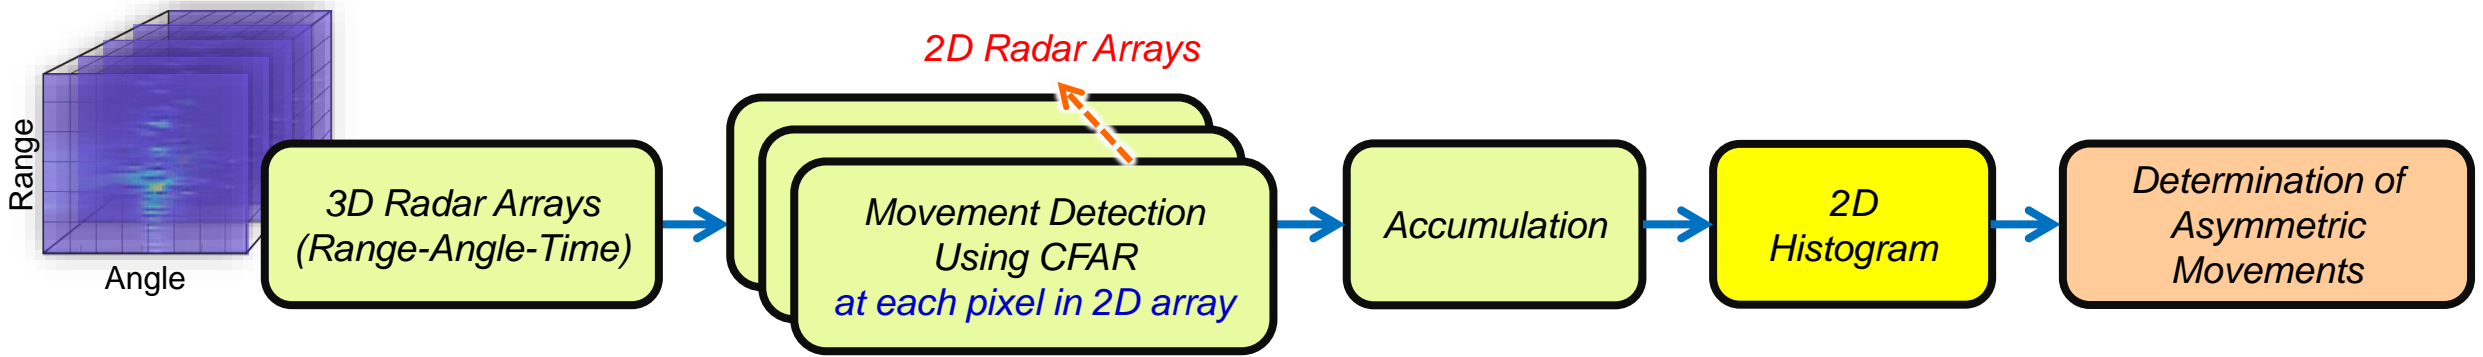 Range
Angle
3D Radar Arrays
(Range-Angle-Time)
2D Radar Arrays
Movement Detection
Using CFAR
at each pixel in 2D array
Accumulation
2D
Histogram
Determination of
Asymmetric
Movements